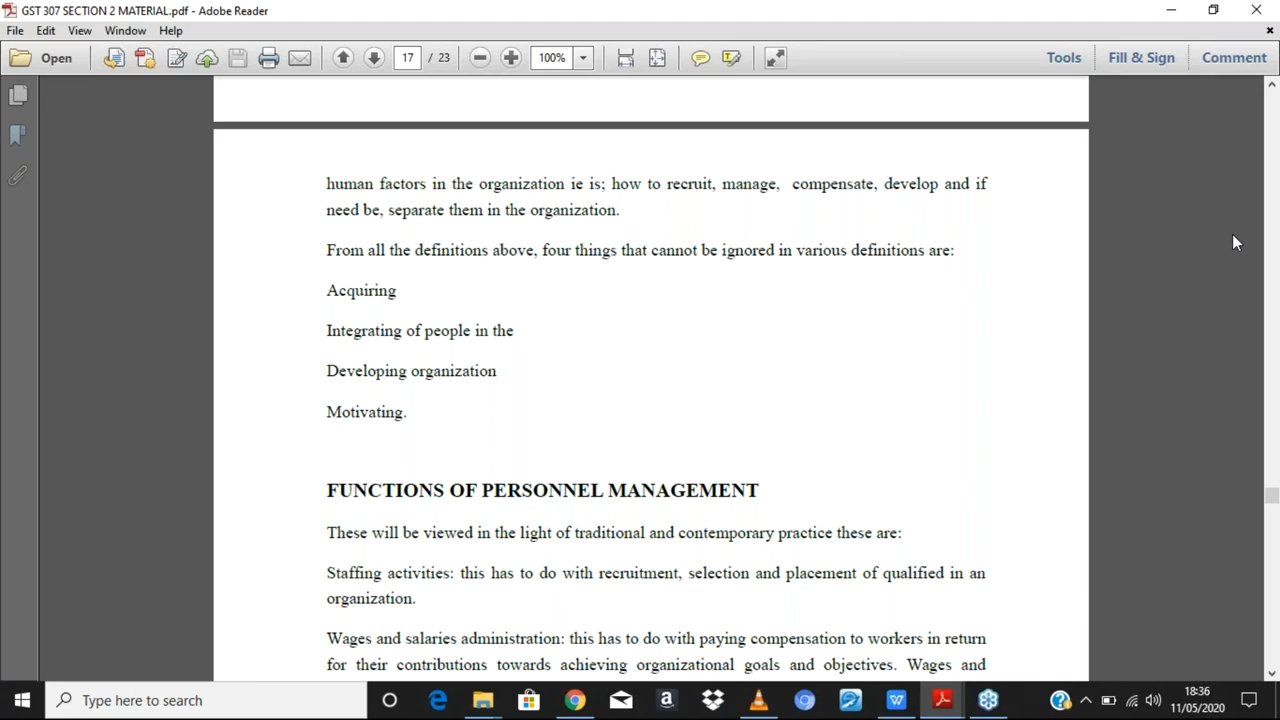 GST 307 SECTION 2 MATERIAL.pdf - Adobe Reader
File Edit View Window Help
Open 17 / 23 100% Tools Fill & Sign Comment
human factors in the organization ie is; how to recruit, manage, compensate, develop and if
need be, separate them in the organization.
From all the definitions above, four things that cannot be ignored in various definitions are:
Acquiring
Integrating of people in the
Developing organization
Motivating.
FUNCTIONS OF PERSONNEL MANAGEMENT
These will be viewed in the light of traditional and contemporary practice these are:
Staffing activities: this has to do with recruitment, selection and placement of qualified in an
organization.
Wages and salaries administration: this has to do with paying compensation to workers in return
for their contributions towards achieving organizational goals and objectives. Wages and
Type here to search
18:36
11/05/2020